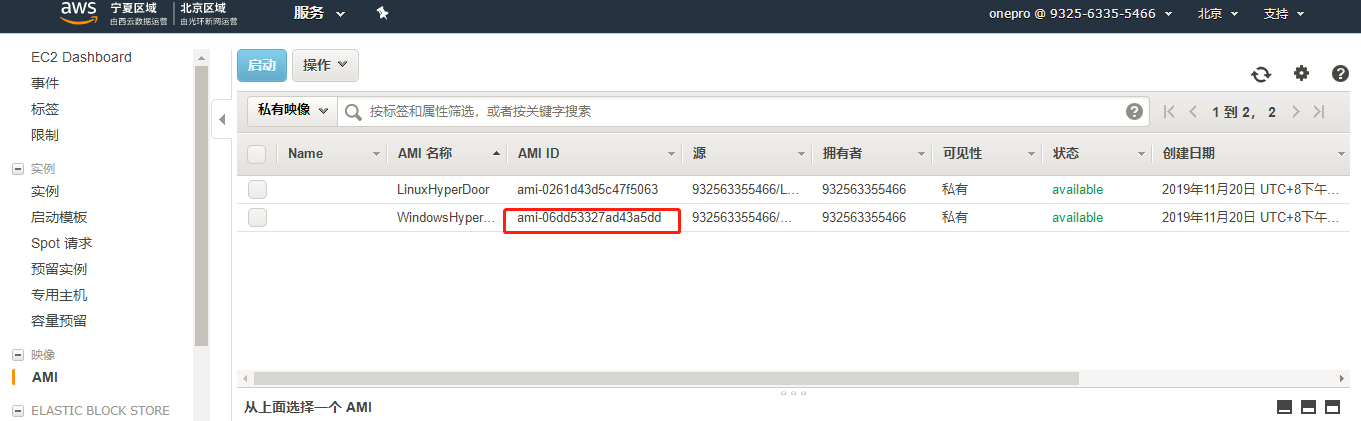 aws 宁夏区域 北京区域 服务 onepro @ 9325-6335-5466 北京 支持
由西云数据运营 由光环新网运营
EC2 Dashboard
事件
标签
限制
实例
实例
启动模板
Spot 请求
预留实例
专用主机
容量预留
映像
AMI
ELASTIC BLOCK STORE
启动 操作
私有映像 按标签和属性筛选，或者按关键字搜索 1 到 2， 2
Name AMI 名称 AMI ID 源 拥有者 可见性 状态 创建日期
LinuxHyperDoor ami-0261d43d5c47f5063 932563355466/L... 932563355466 私有 available 2019年11月20日 UTC+8下午...
WindowsHyper... ami-06dd53327ad43a5dd 932563355466/... 932563355466 私有 available 2019年11月20日 UTC+8下午...
从上面选择一个 AMI